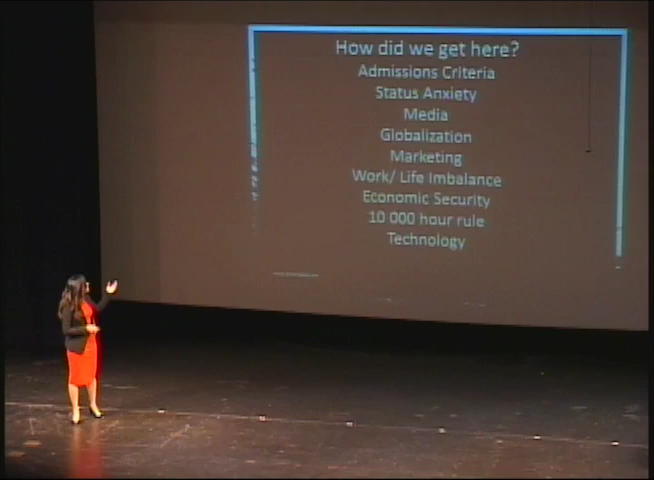 How did we get here?
Admissions Criteria
Status Anxiety
Media
Globalization
Marketing
Work/ Life Imbalance
Economic Security
10 000 hour rule
Technology